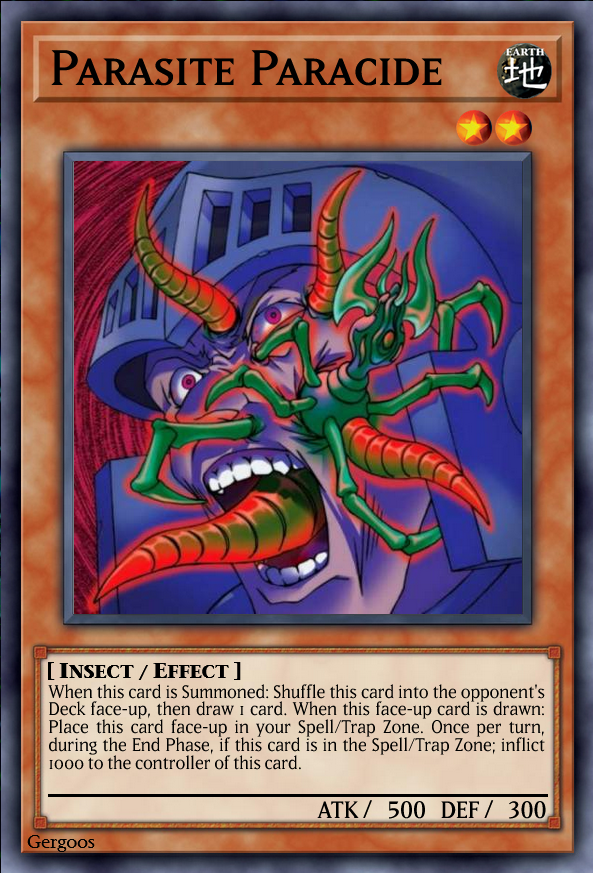 PARASITE PARACIDE
EARTH
地
[ INSECT / EFFECT ]
When this card is Summoned: Shuffle this card into the opponent's
Deck face-up, then draw 1 card. When this face-up card is drawn:
Place this card face-up in your Spell/Trap Zone. Once per turn,
during the End Phase, if this card is in the Spell/Trap Zone; inflict
1000 to the controller of this card.
ATK / 500 DEF / 300
Gergoos